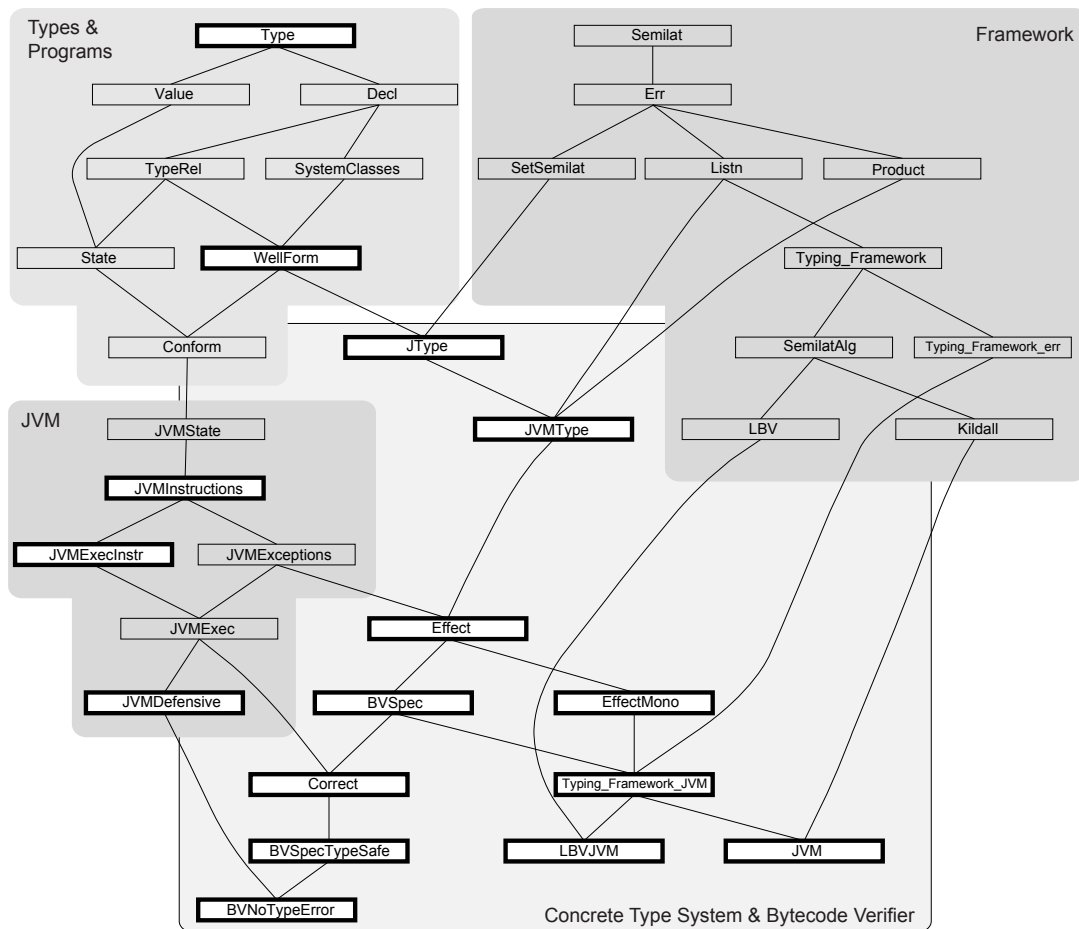 Types &
Programs
Type
Value
Decl
TypeRel
SystemClasses
State
WellForm
Conform
Framework
Semilat
Err
SetSemilat
Listn
Product
Typing_Framework
SemilatAlg
Typing_Framework_err
LBV
Kildall
JType
JVMType
JVM
JVMState
JVMInstructions
JVMExecInstr
JVMExceptions
JVMExec
JVMDefensive
Effect
BVSpec
EffectMono
Correct
Typing_Framework_JVM
BVSpecTypeSafe
LBVJVM
JVM
BVNoTypeError
Concrete Type System & Bytecode Verifier